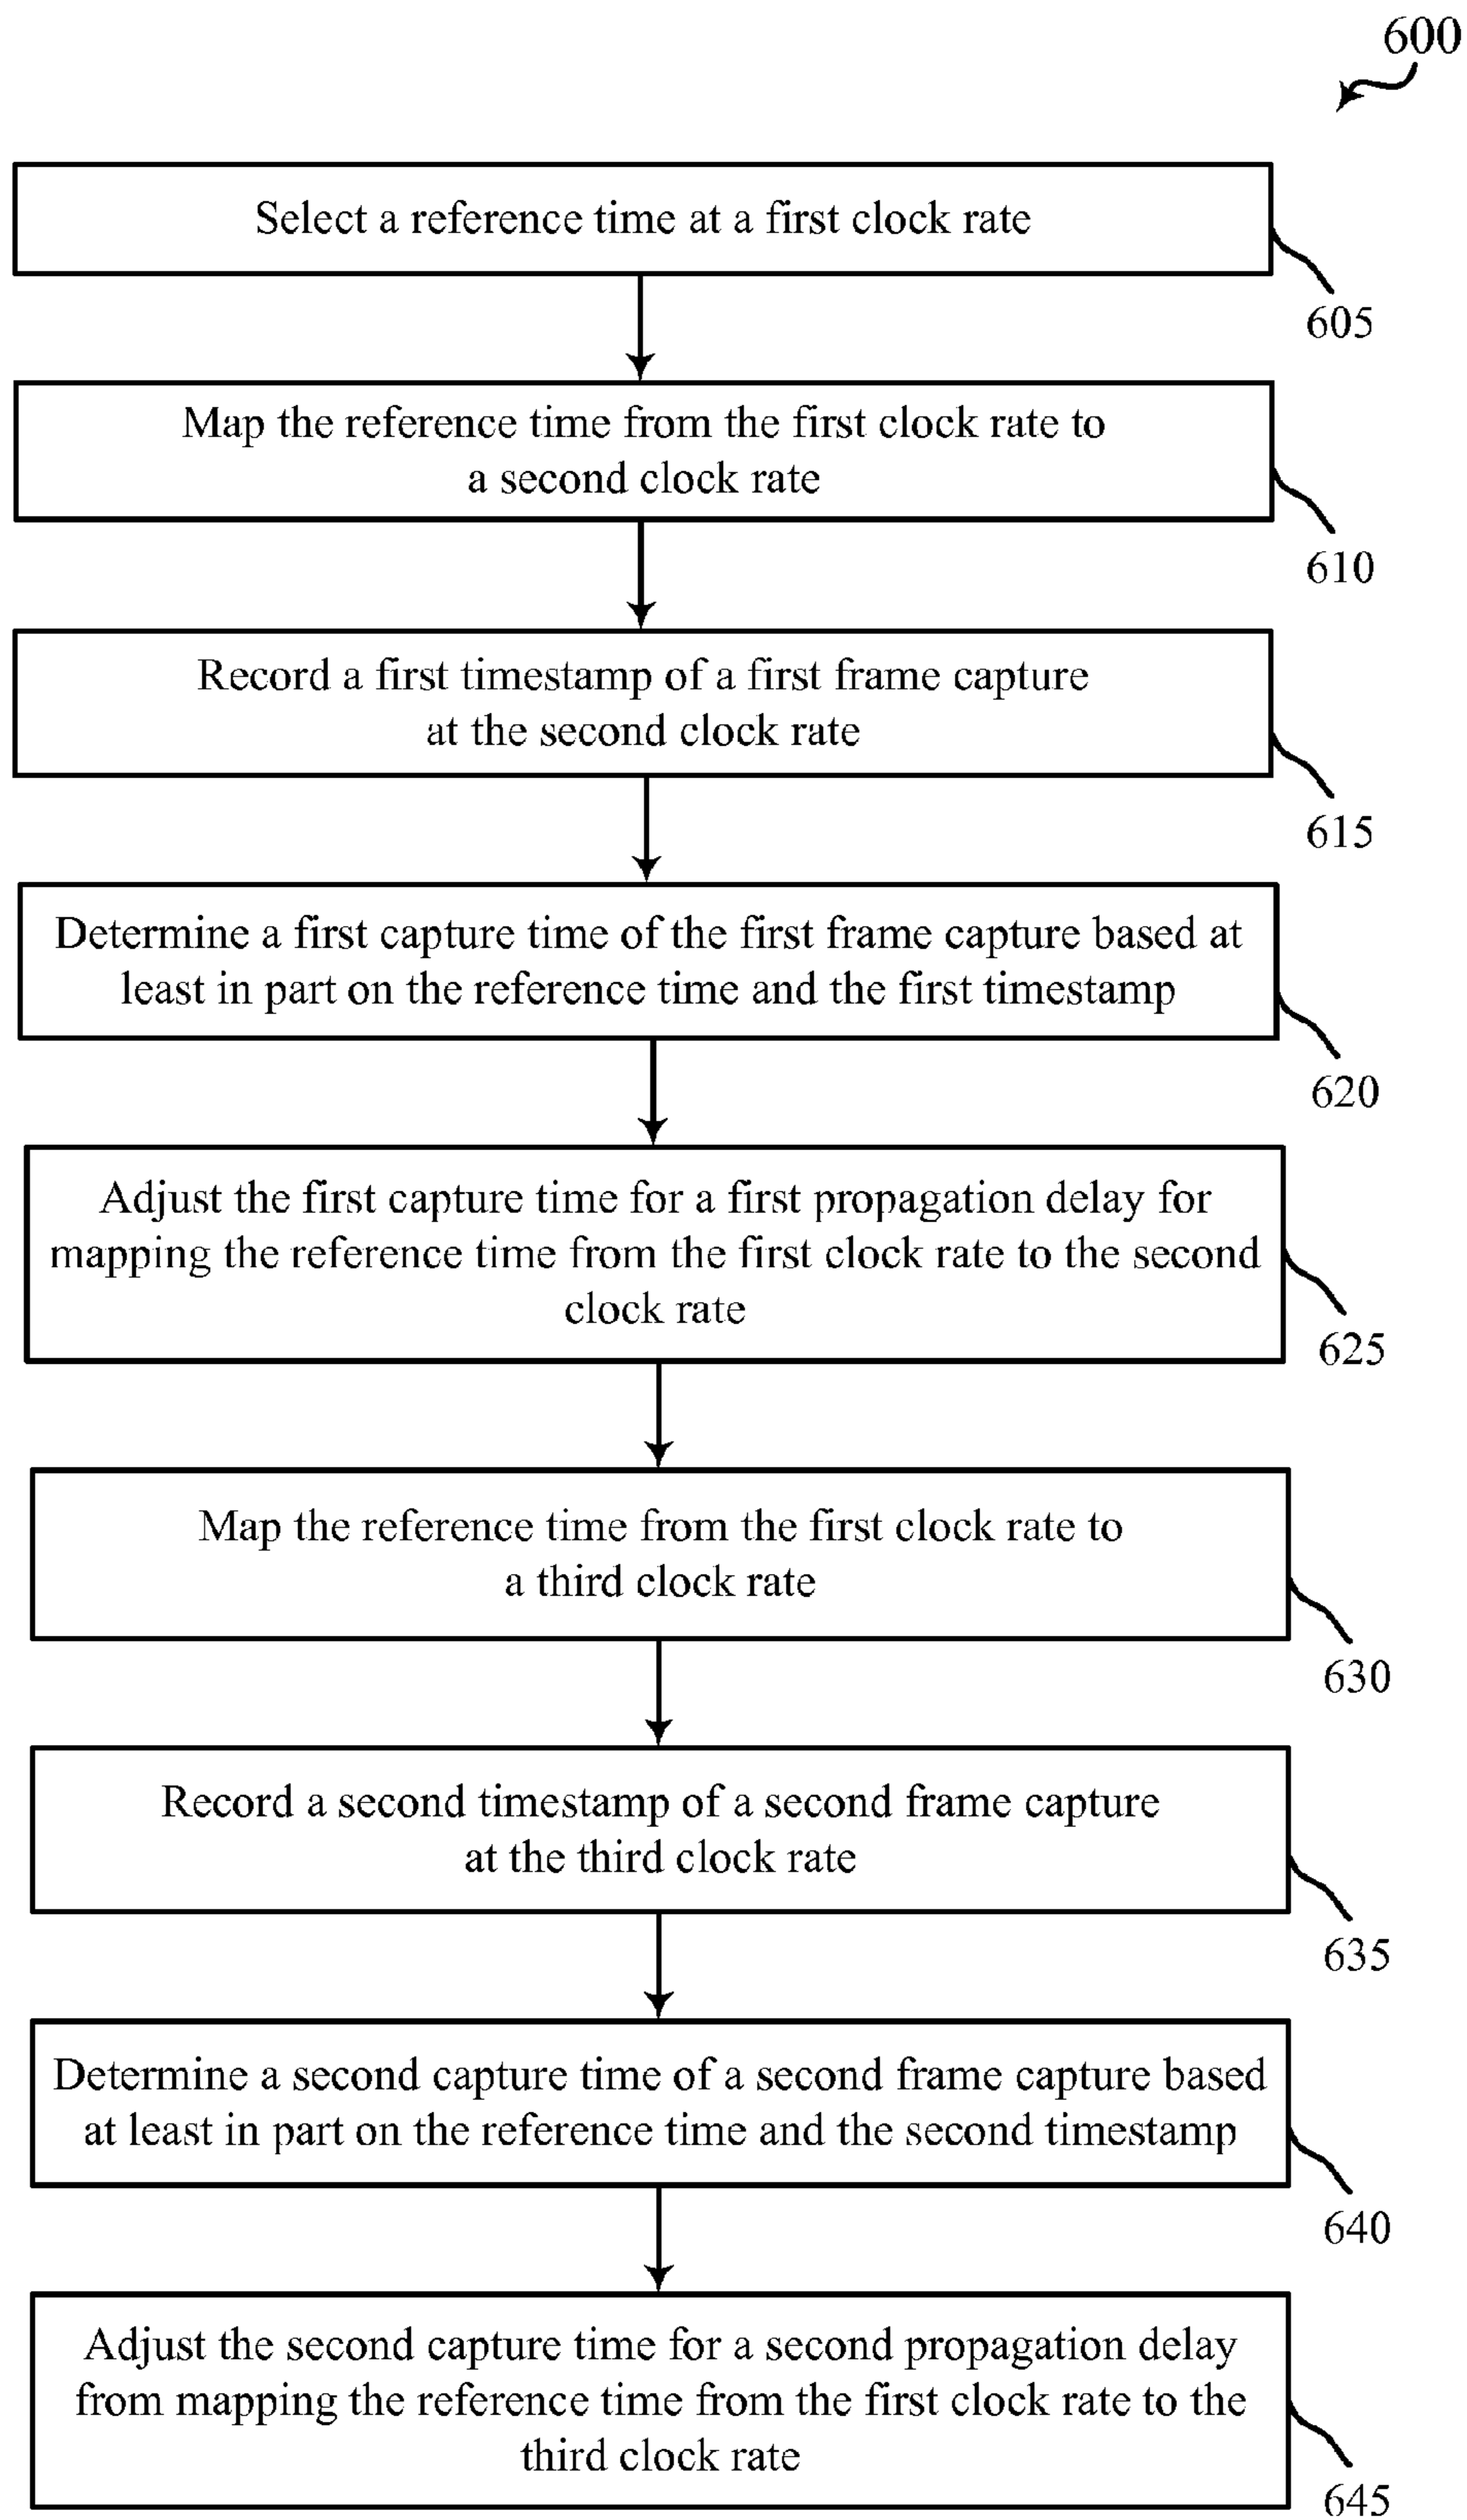 600
Select a reference time at a first clock rate
605
Map the reference time from the first clock rate to
a second clock rate
610
Record a first timestamp of a first frame capture
at the second clock rate
615
Determine a first capture time of the first frame capture based at
least in part on the reference time and the first timestamp
620
Adjust the first capture time for a first propagation delay for
mapping the reference time from the first clock rate to the second
clock rate
625
Map the reference time from the first clock rate to
a third clock rate
630
Record a second timestamp of a second frame capture
at the third clock rate
635
Determine a second capture time of a second frame capture based
at least in part on the reference time and the second timestamp
640
Adjust the second capture time for a second propagation delay
from mapping the reference time from the first clock rate to the
third clock rate
645